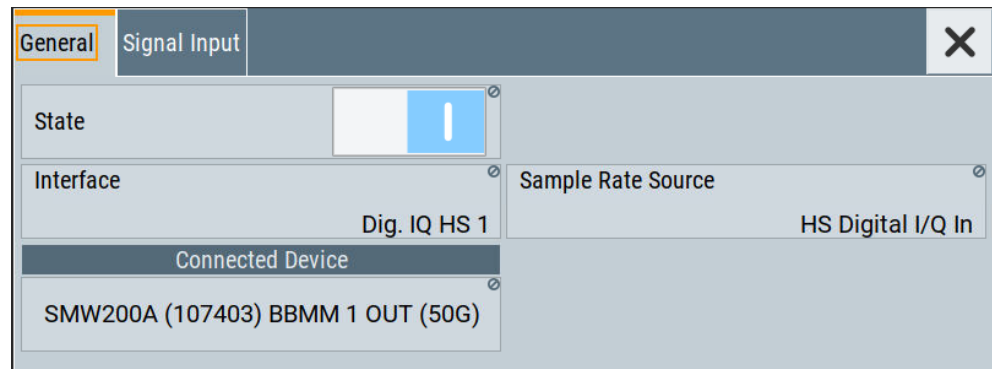 General
Signal Input
State
Interface
Dig. IQ HS 1
Sample Rate Source
HS Digital I/Q In
Connected Device
SMW200A (107403) BBMM 1 OUT (50G)